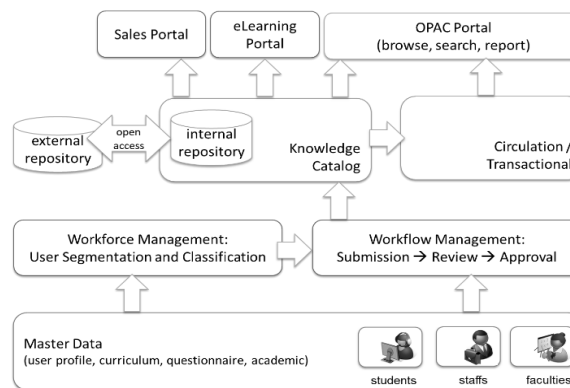 Sales Portal
eLearning
Portal
OPAC Portal
(browse, search, report)
external
repository
open
access
internal
repository
Knowledge
Catalog
Circulation /
Transactional
Workforce Management:
User Segmentation and Classification
Workflow Management:
Submission → Review → Approval
Master Data
(user profile, curriculum, questionnaire, academic)
students
staffs
faculties